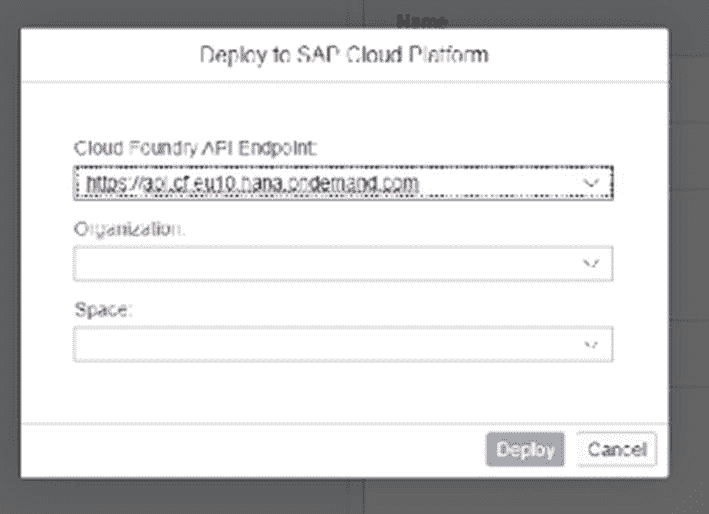 Name
Deploy to SAP Cloud Platform
Cloud Foundry API Endpoint:
https://api.cf.eu10.hana.ondemand.com
Organization:
Space:
Deploy
Cancel